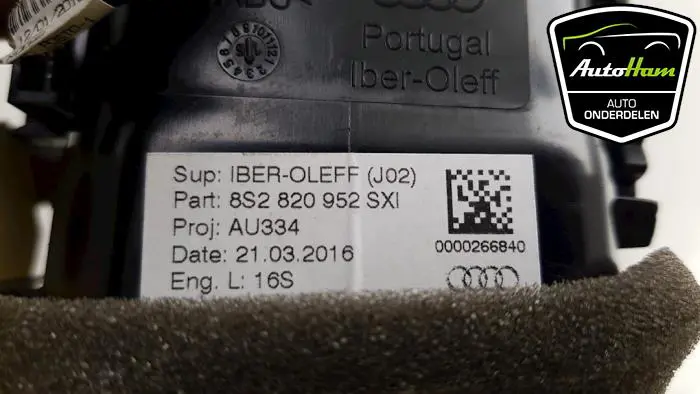 Portugal
Iber-Oleff
AutoHam
AUTO
ONDERDELEN
Sup: IBER-OLEFF (J02)
Part: 8S2 820 952 SXI
Proj: AU334
Date: 21.03.2016
Eng. L: 16S
0000266840